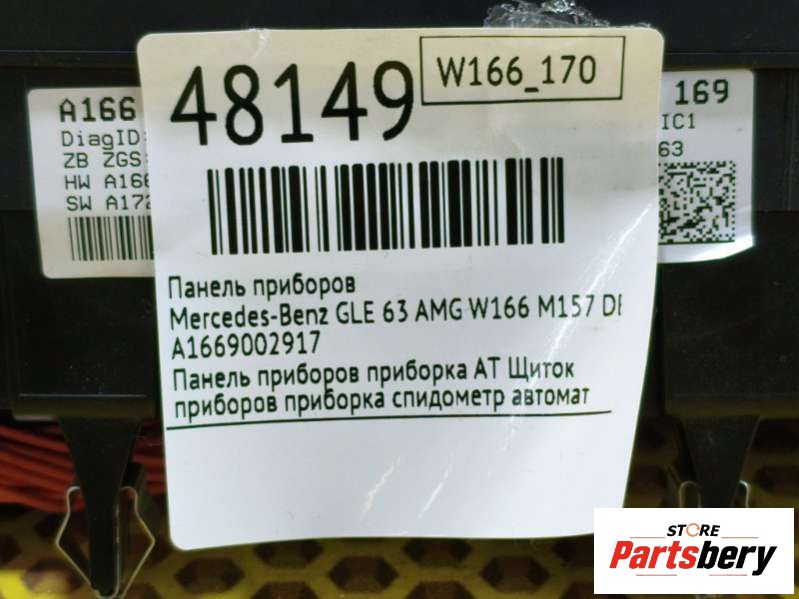 48149
W166_170
A166
DiagID:
ZB ZGS
HW A166
SW A172
169
IC1
63
Панель приборов
Mercedes-Benz GLE 63 AMG W166 M157 DE
A1669002917
Панель приборов приборка АТ Щиток
приборов приборка спидометр автомат
STORE
Partsbery